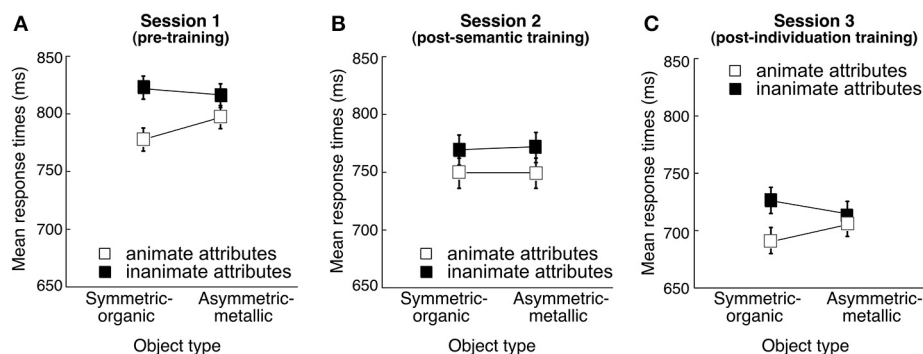 A
Session 1
(pre-training)
Mean response times (ms)
850
800
750
700
650
animate attributes
inanimate attributes
Symmetric-
organic
Asymmetric-
metallic
Object type
B
Session 2
(post-semantic training)
Mean response times (ms)
850
800
750
700
650
animate attributes
inanimate attributes
Symmetric-
organic
Asymmetric-
metallic
Object type
C
Session 3
(post-individuation training)
Mean response times (ms)
850
800
750
700
650
animate attributes
inanimate attributes
Symmetric-
organic
Asymmetric-
metallic
Object type